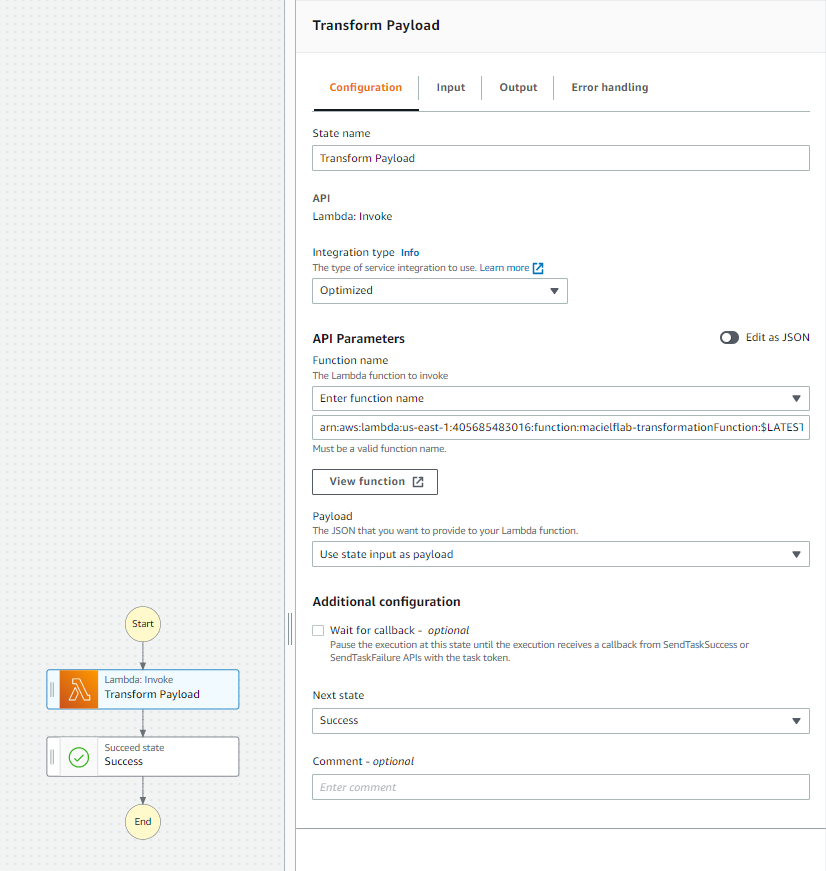 Transform Payload
Configuration
Input
Output
Error handling
State name
Transform Payload
API
Lambda: Invoke
Integration type Info
The type of service integration to use. Learn more
Optimized
API Parameters
Edit as JSON
Function name
The Lambda function to invoke
Enter function name
arn:aws:lambda:us-east-1:405685483016:function:macielflab-transformationFunction:$LATEST
Must be a valid function name.
View function
Payload
The JSON that you want to provide to your Lambda function.
Use state input as payload
Additional configuration
Wait for callback - optional
Pause the execution at this state until the execution receives a callback from SendTaskSuccess or
SendTaskFailure APIs with the task token.
Next state
Success
Comment - optional
Enter comment
Start
Lambda: Invoke
Transform Payload
Succeed state
Success
End